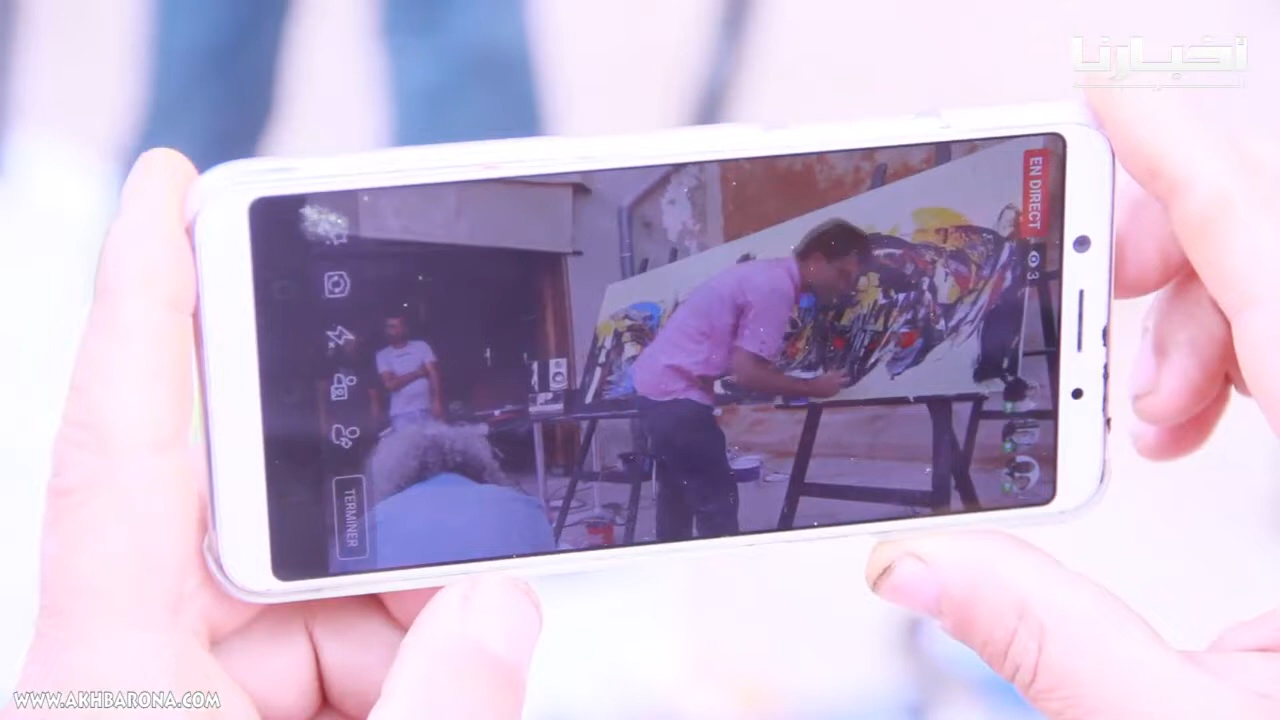 أخبارنا
EN DIRECT
3
TERMINER
WWW.AKHBARONA.COM